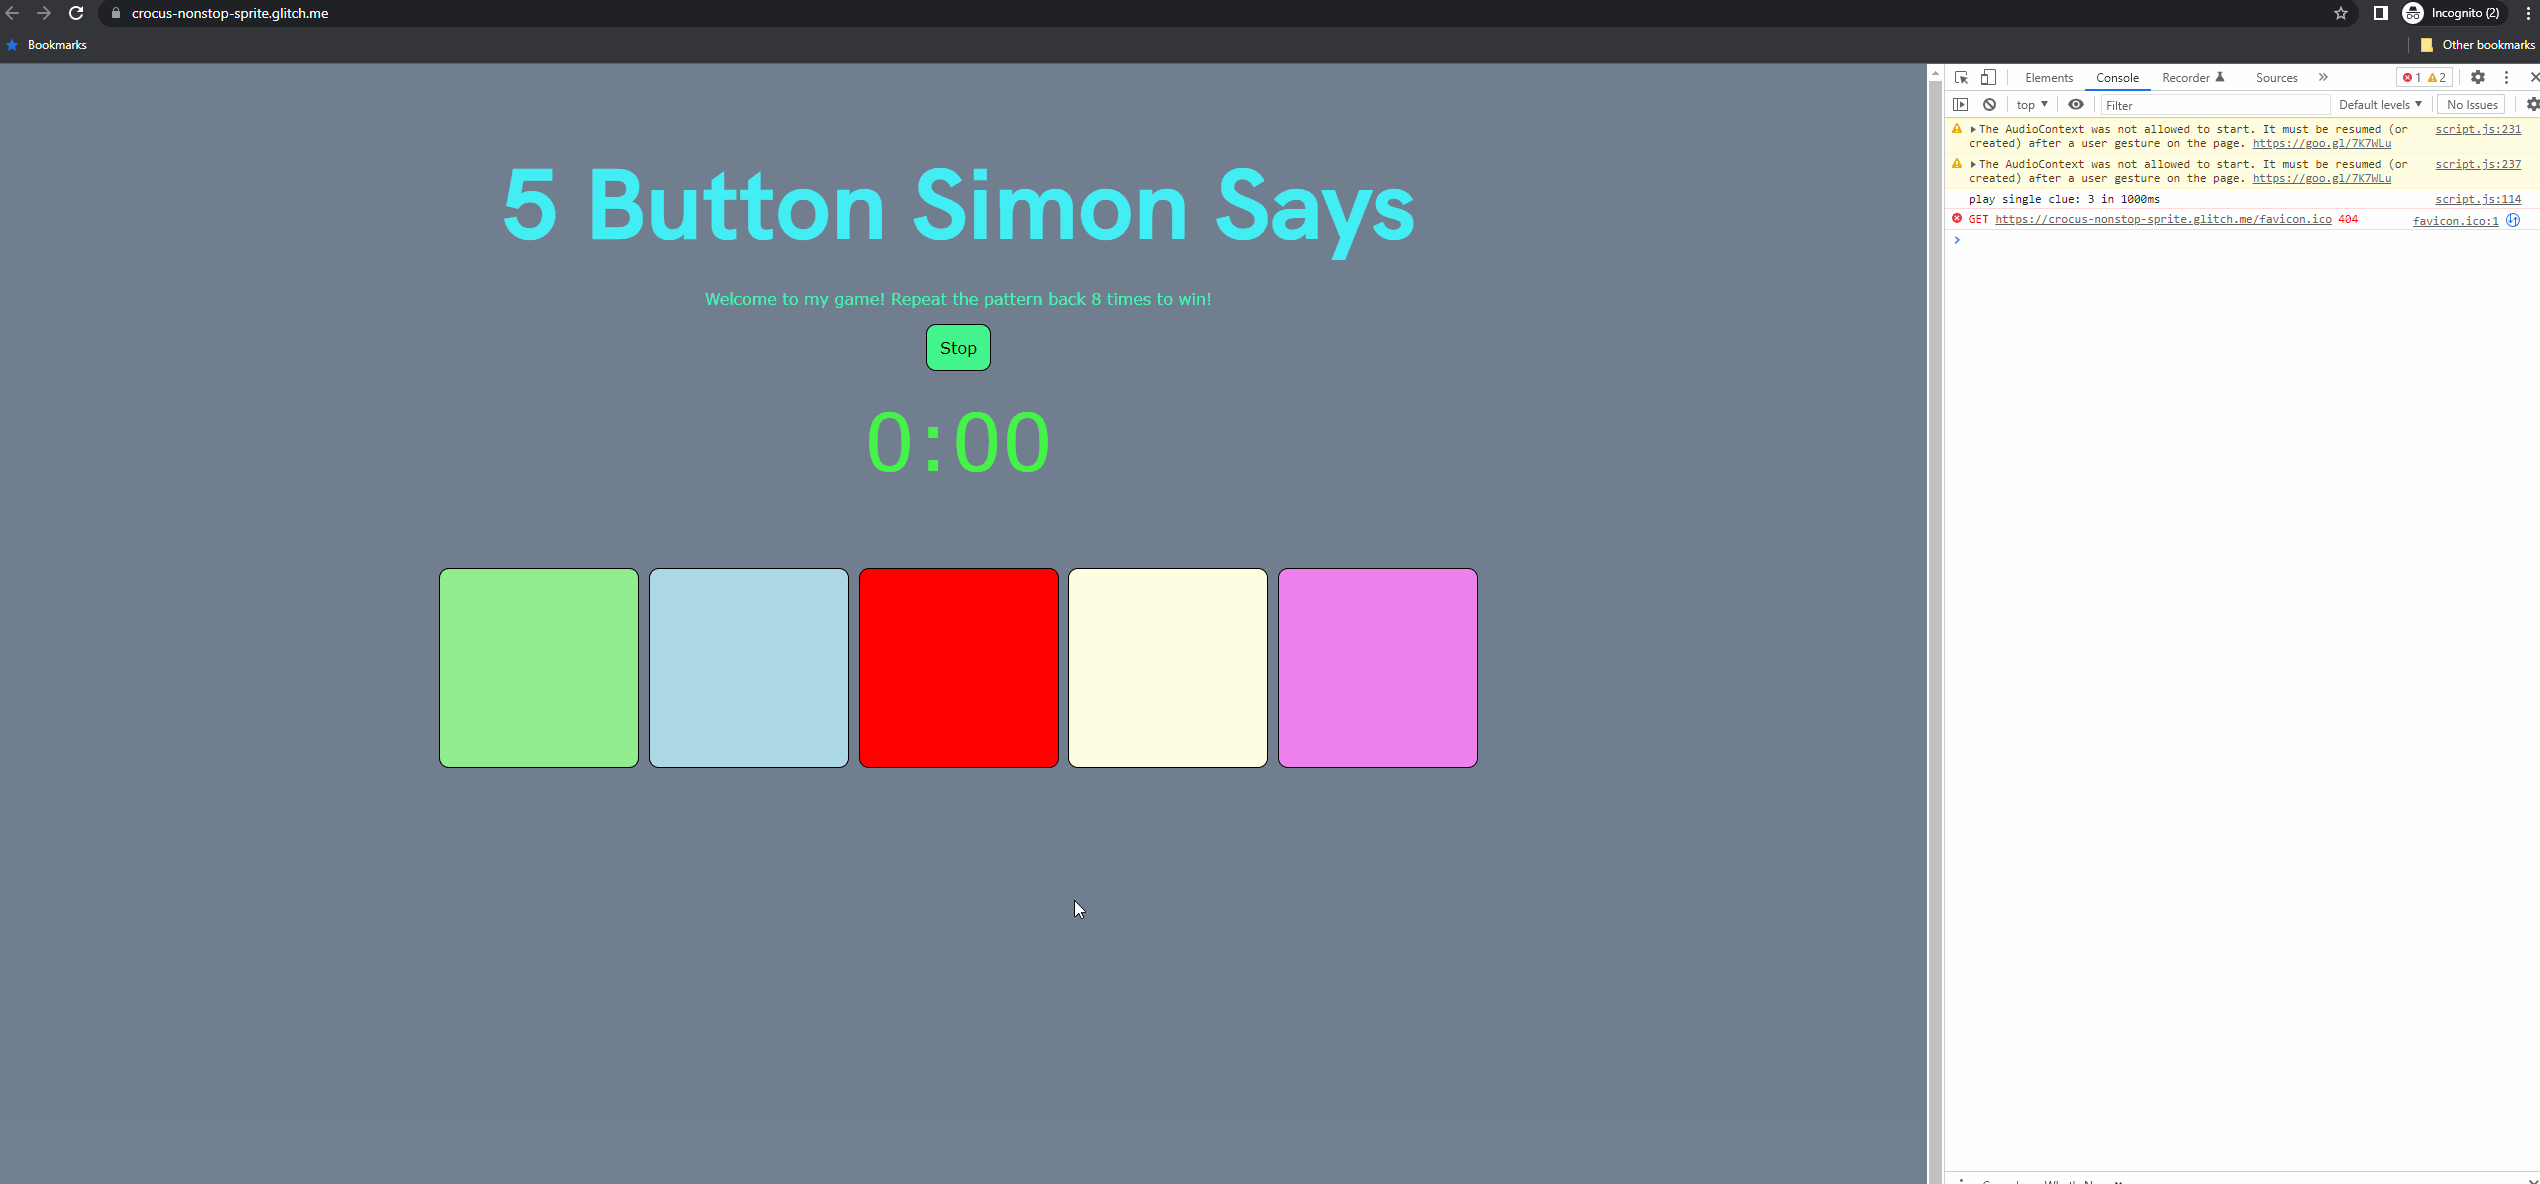 crocus-nonstop-sprite.glitch.me
Incognito (2)
Bookmarks
Other bookmarks
5 Button Simon Says
Welcome to my game! Repeat the pattern back 8 times to win!
Stop
0:00
Elements Console Recorder Sources » 1 2
top Filter Default levels No Issues
The AudioContext was not allowed to start. It must be resumed (or script.js:231
created) after a user gesture on the page. https://goo.gl/7K7WLu
The AudioContext was not allowed to start. It must be resumed (or script.js:237
created) after a user gesture on the page. https://goo.gl/7K7WLu
play single clue: 3 in 1000ms script.js:114
GET https://crocus-nonstop-sprite.glitch.me/favicon.ico 404 favicon.ico:1